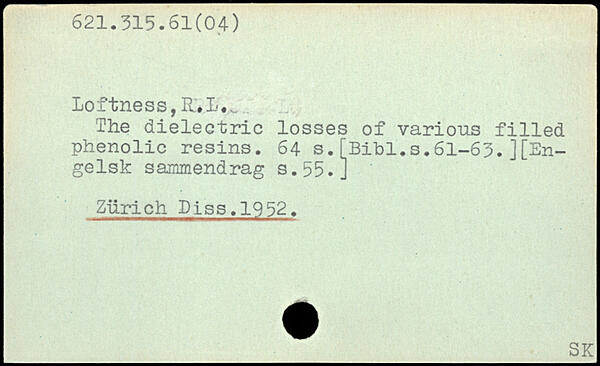 621.315.61(04)
Loftness,R.L.
The dielectric losses of various filled
phenolic resins. 64 s.[Bibl.s.61-63.][En-
gelsk sammendrag s.55.]
Zürich Diss.1952.
SK